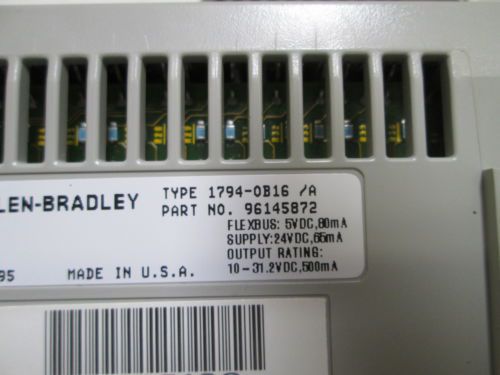 LEN-BRADLEY
TYPE 1794-OB16 /A
PART NO. 96145872
FLEXBUS: 5VDC,80mA
SUPPLY:24VDC,65mA
OUTPUT RATING:
10-31.2VDC,500mA
95 MADE IN U.S.A.